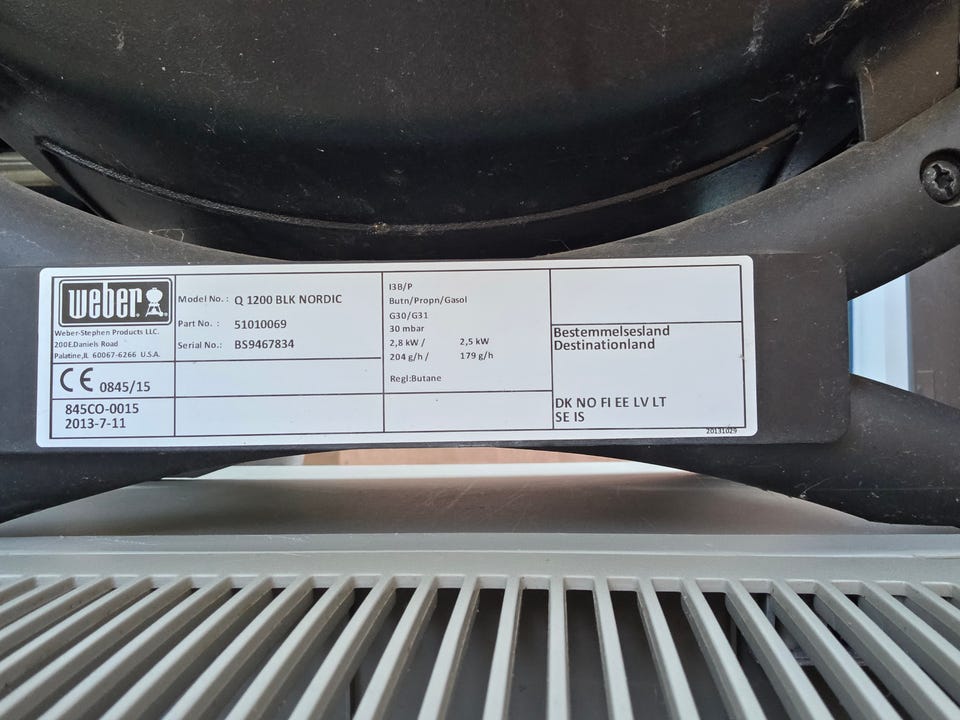 weber
Weber-Stephen Products LLC.
200E.Daniels Road
Palatine,IL 60067-6266 U.S.A.
CE 0845/15
845CO-0015
2013-7-11
Model No. : Q 1200 BLK NORDIC
Part No. : 51010069
Serial No.: BS9467834
I3B/P
Butn/Propn/Gasol
G30/G31
30 mbar
2,8 kW / 2,5 kW
204 g/h / 179 g/h
Regl:Butane
Bestemmelsesland
Destinationland
DK NO FI EE LV LT
SE IS
20131029